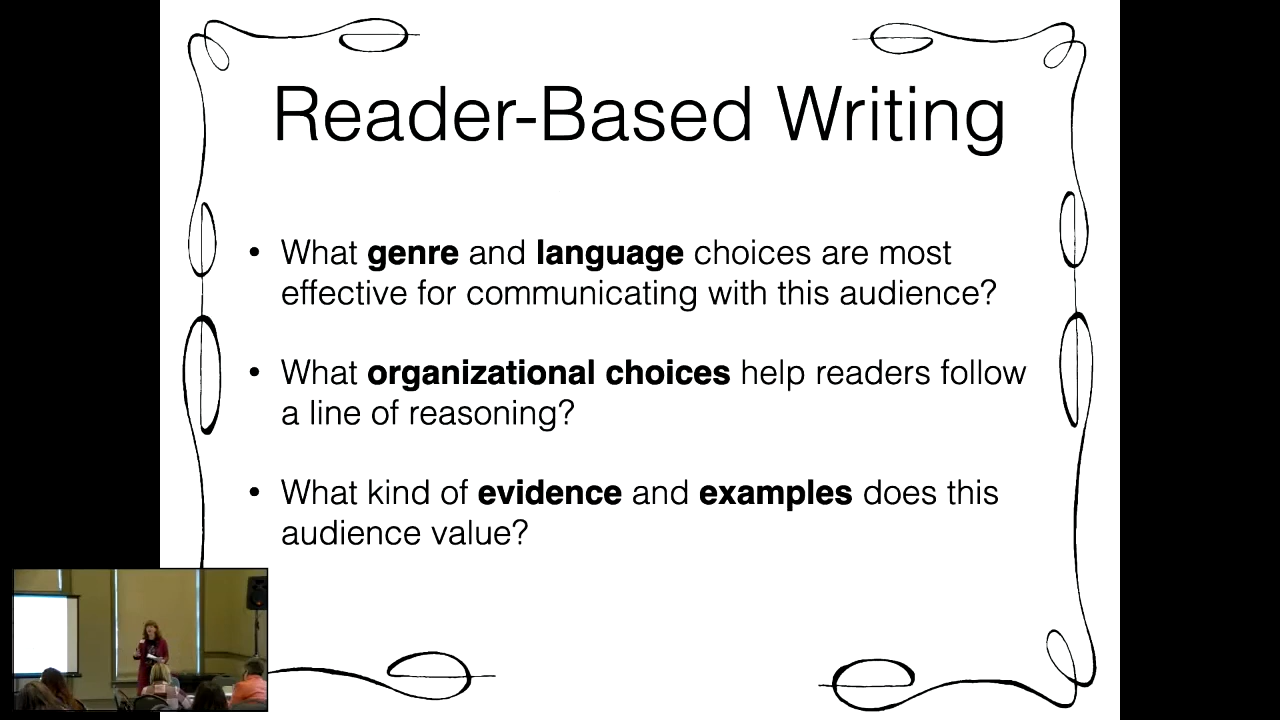 Reader-Based Writing
• What genre and language choices are most
effective for communicating with this audience?
• What organizational choices help readers follow
a line of reasoning?
• What kind of evidence and examples does this
audience value?